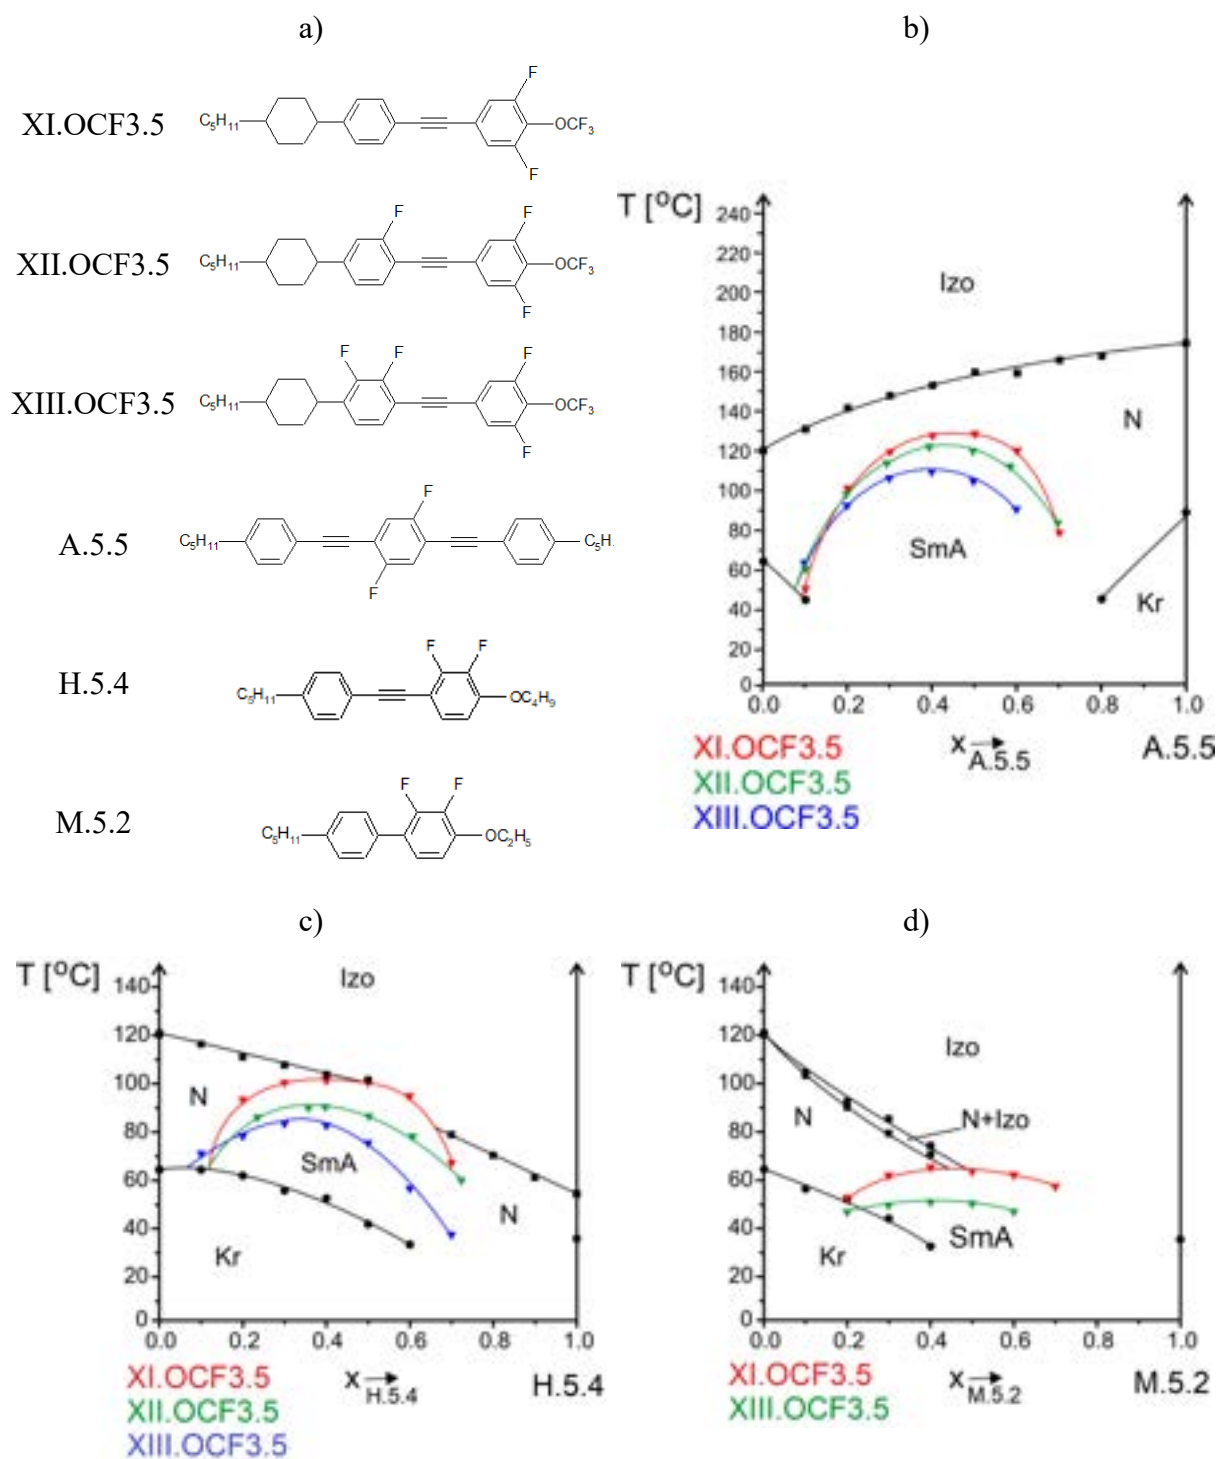 a)
XI.OCF3.5
C5H11
F
OCF3
F
XII.OCF3.5
C5H11
F
F
OCF3
F
XIII.OCF3.5
C5H11
F
F
F
OCF3
F
A.5.5
C5H11
F
F
C5H
H.5.4
C5H11
F
F
OC4H9
M.5.2
C5H11
F
F
OC2H5
b)
T [°C]
240
220
200
180
160
140
120
100
80
60
40
20
0
Izo
N
SmA
Kr
0.0 0.2 0.4 0.6 0.8 1.0
x → A.5.5
A.5.5
XI.OCF3.5
XII.OCF3.5
XIII.OCF3.5
c)
T [°C]
140
120
100
80
60
40
20
0
Izo
N
SmA
N
Kr
0.0 0.2 0.4 0.6 0.8 1.0
x → H.5.4
H.5.4
XI.OCF3.5
XII.OCF3.5
XIII.OCF3.5
d)
T [°C]
140
120
100
80
60
40
20
0
Izo
N
N+Izo
Kr
SmA
0.0 0.2 0.4 0.6 0.8 1.0
x → M.5.2
M.5.2
XI.OCF3.5
XIII.OCF3.5